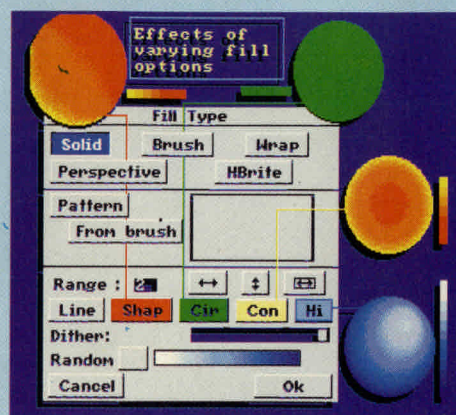 Effects of
varying fill
options
Fill Type
Solid Brush Wrap
Perspective HBrite
Pattern
From brush
Range :
Line Shap Cir Con Hi
Dither:
Random
Cancel Ok